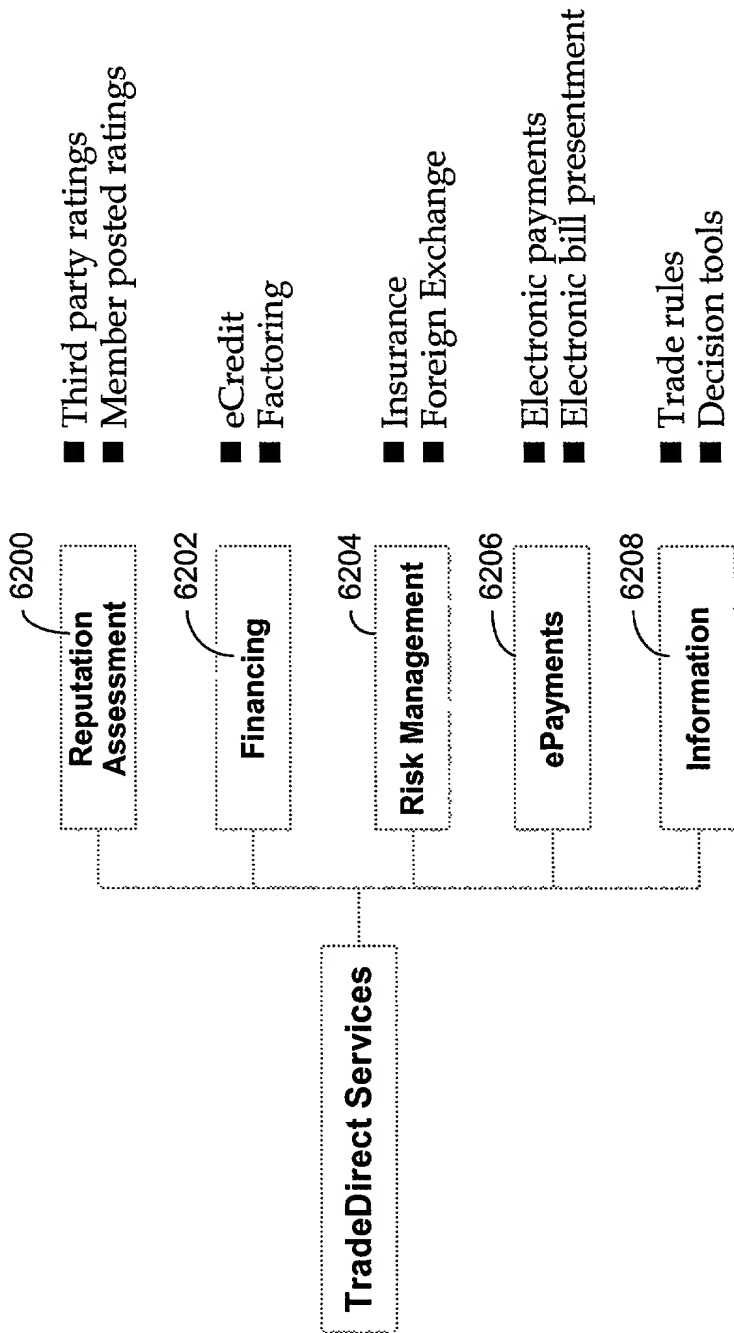 TradeDirect Services
6200
Reputation
Assessment
■ Third party ratings
■ Member posted ratings
6202
Financing
■ eCredit
■ Factoring
6204
Risk Management
■ Insurance
■ Foreign Exchange
6206
ePayments
■ Electronic payments
■ Electronic bill presentment
6208
Information
■ Trade rules
■ Decision tools